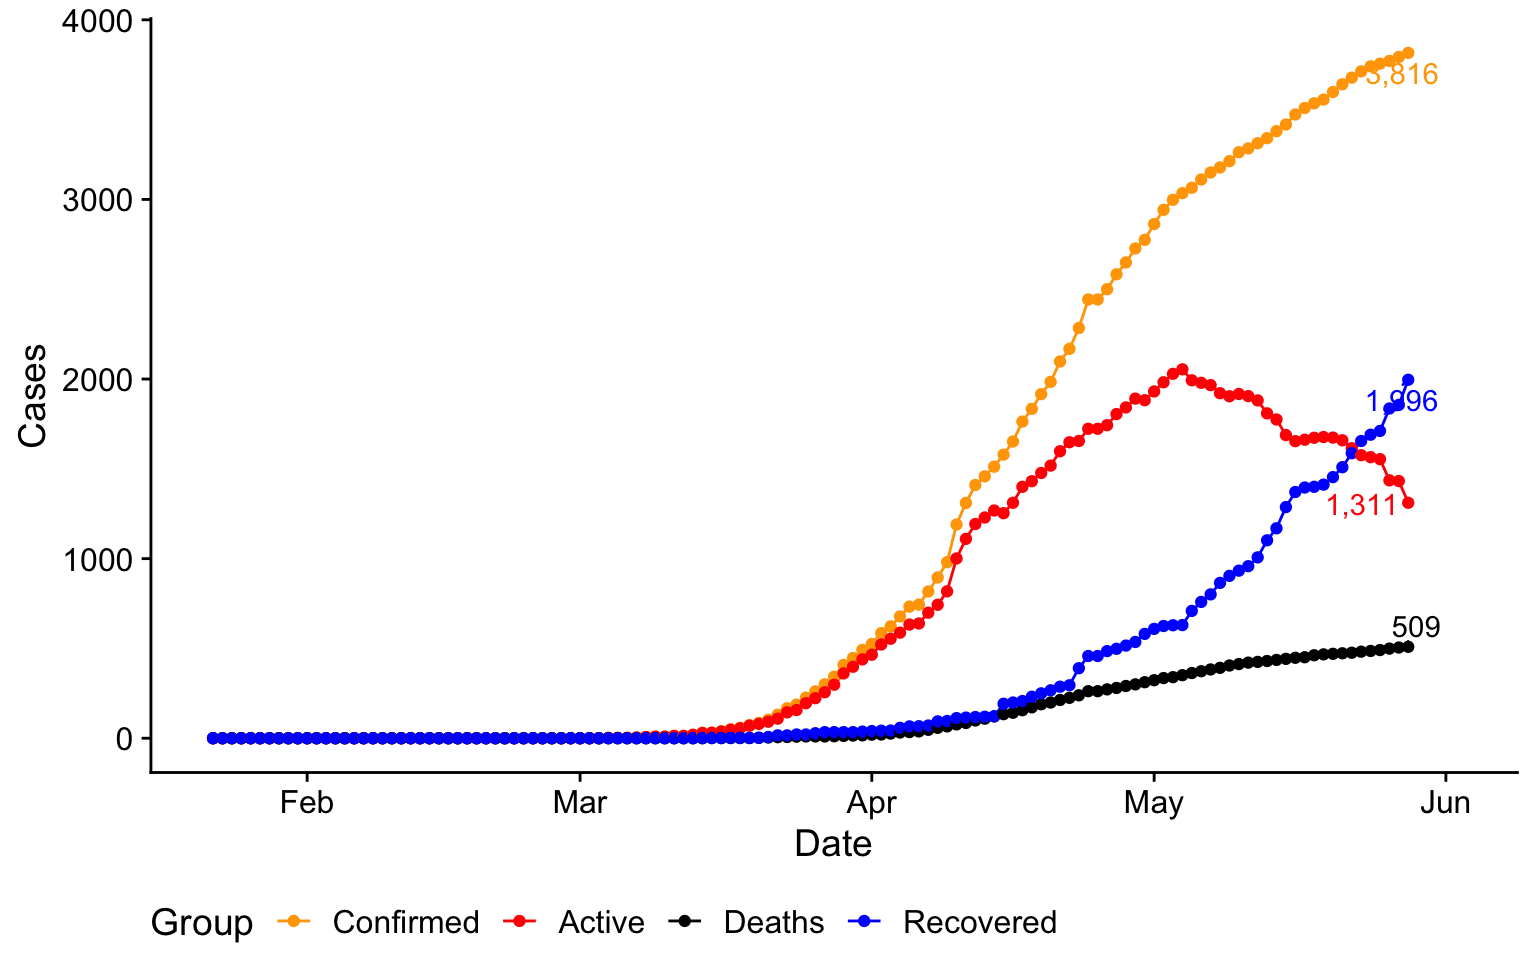 4000
3000
2000
1000
0
Cases
3,816
1,996
1,311
509
Feb Mar Apr May Jun
Date
Group Confirmed Active Deaths Recovered